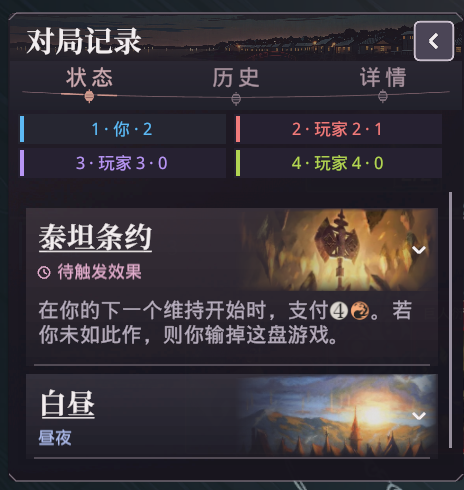 对局记录
状态 历史 详情
1·你·2 2·玩家 2·1
3·玩家 3·0 4·玩家 4·0
泰坦条约
待触发效果
在你的下一个维持开始时，支付4。若
你未如此作，则你输掉这盘游戏。
白昼
昼夜